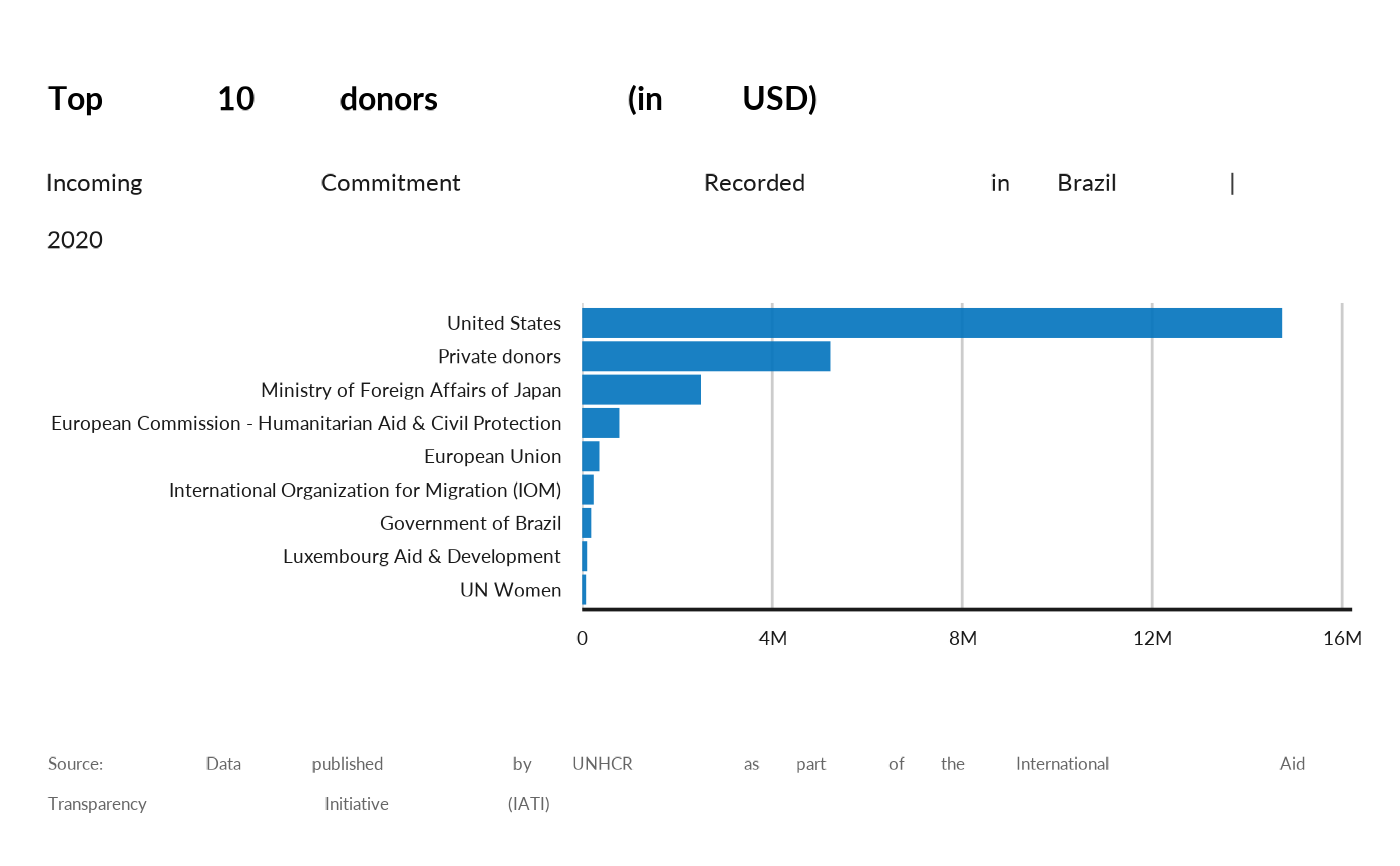 Top 10 donors (in USD)
Incoming Commitment Recorded in Brazil |
2020
United States
Private donors
Ministry of Foreign Affairs of Japan
European Commission - Humanitarian Aid & Civil Protection
European Union
International Organization for Migration (IOM)
Government of Brazil
Luxembourg Aid & Development
UN Women
0 4M 8M 12M 16M
Source: Data published by UNHCR as part of the International Aid
Transparency Initiative (IATI)